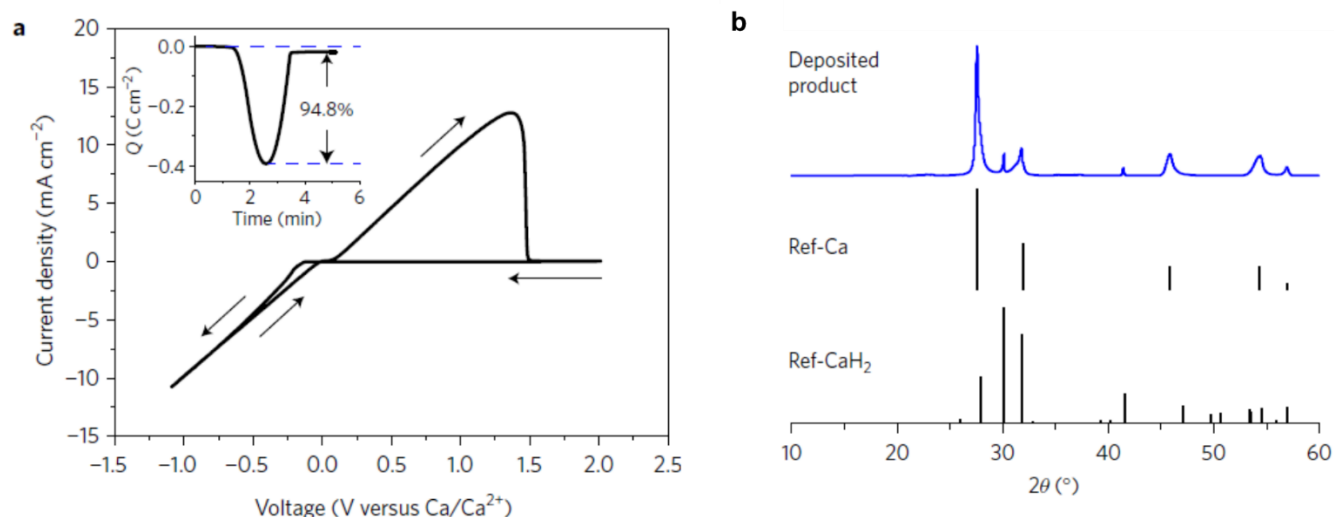 a
20
15
10
5
0
−5
−10
−15
Current density (mA cm⁻²)
−1.5 −1.0 −0.5 0.0 0.5 1.0 1.5 2.0 2.5
Voltage (V versus Ca/Ca²⁺)
0.0
−0.2
−0.4
Q (C cm⁻²)
94.8%
0 2 4 6
Time (min)
b
Deposited
product
Ref-Ca
Ref-CaH₂
10 20 30 40 50 60
2θ (°)